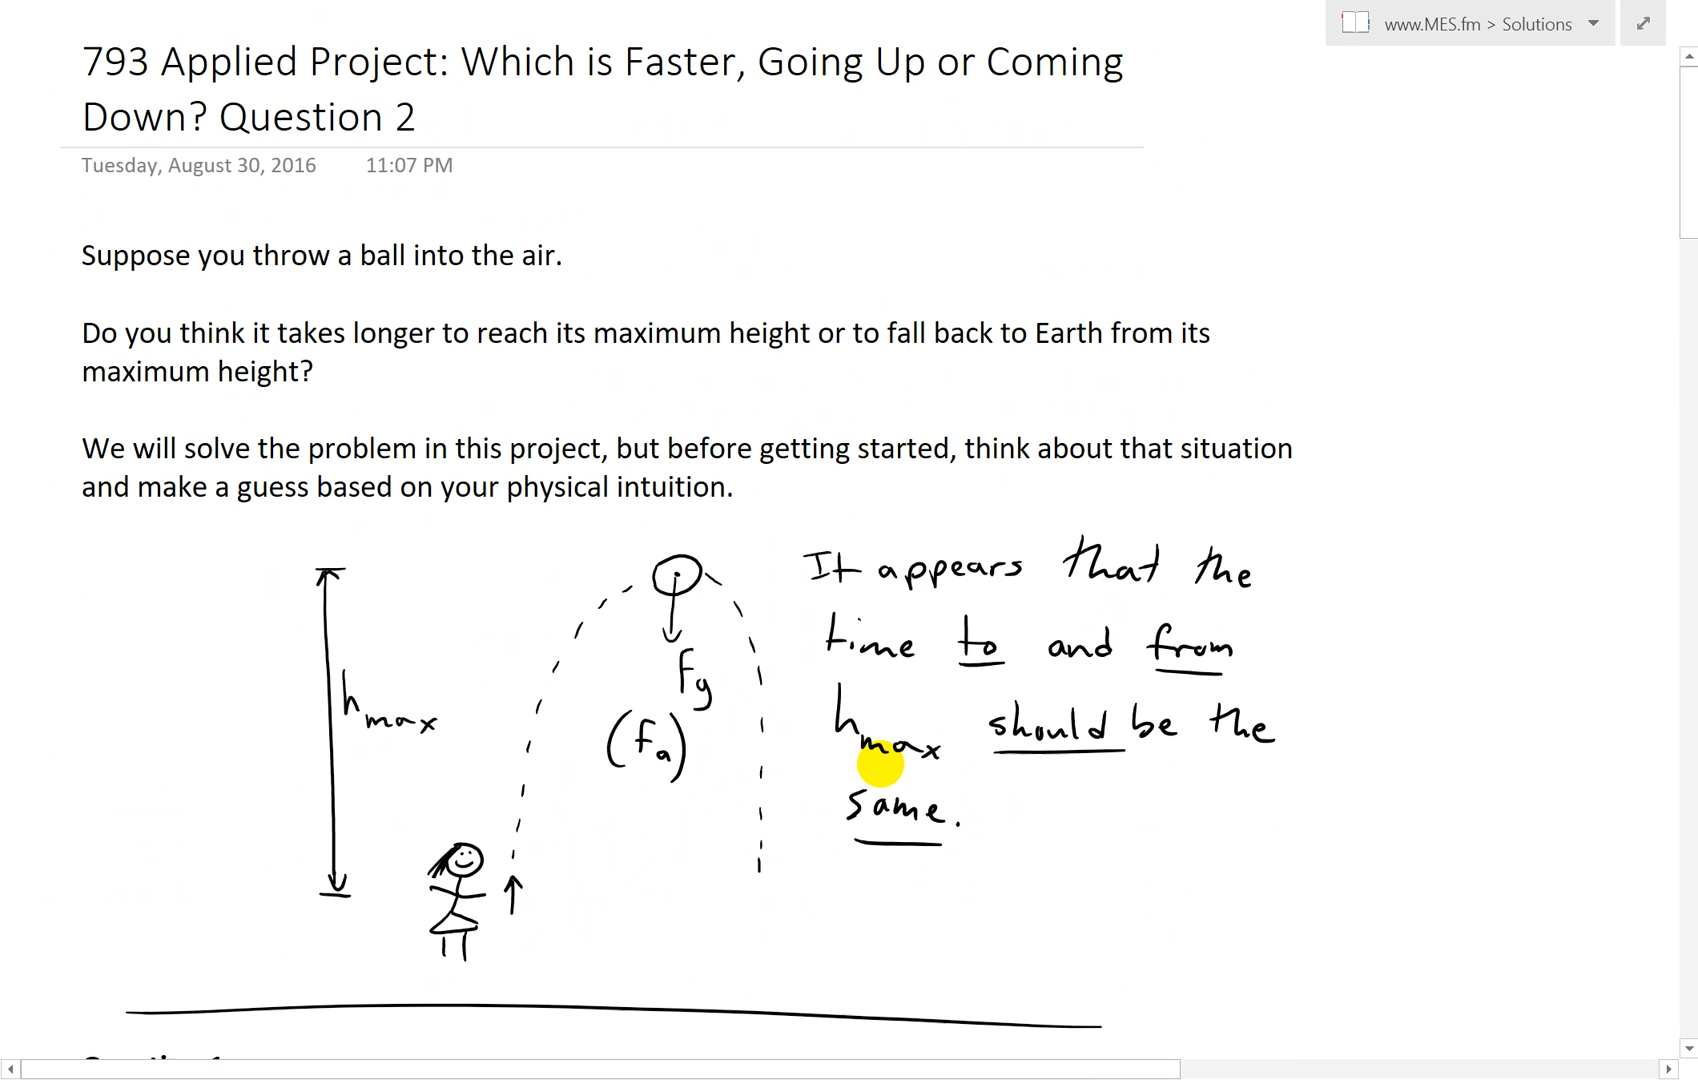 www.MES.fm > Solutions
793 Applied Project: Which is Faster, Going Up or Coming
Down? Question 2
Tuesday, August 30, 2016 11:07 PM
Suppose you throw a ball into the air.
Do you think it takes longer to reach its maximum height or to fall back to Earth from its
maximum height?
We will solve the problem in this project, but before getting started, think about that situation
and make a guess based on your physical intuition.
It appears that the
time to and from
hmax should be the
same.
hmax
Fg
(Fa)